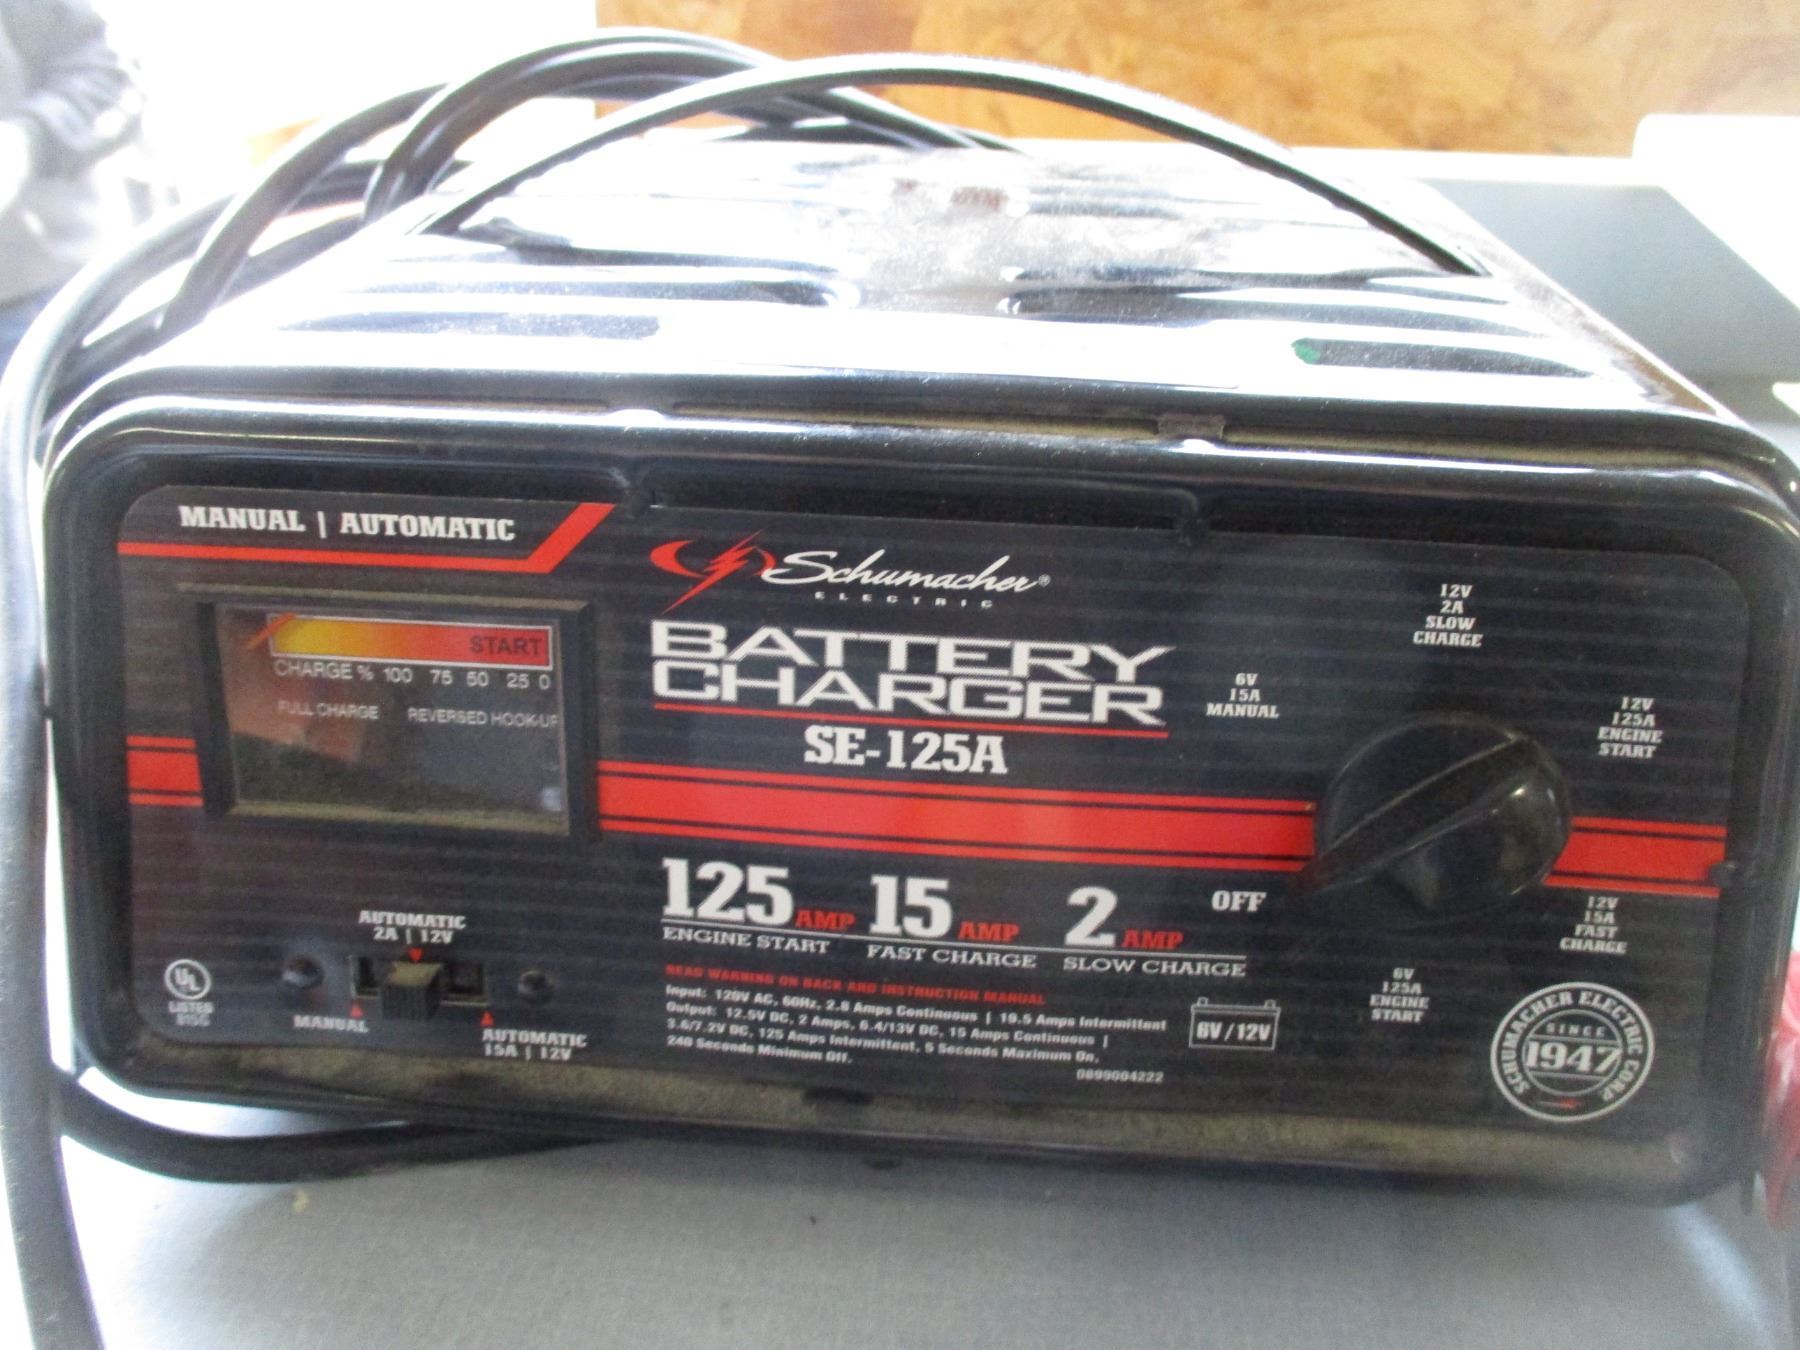 MANUAL | AUTOMATIC
START
CHARGE % 100 75 50 25 0
FULL CHARGE REVERSED HOOK-UP
Schumacher®
ELECTRIC
BATTERY
CHARGER
SE-125A
125 AMP
ENGINE START
15 AMP
FAST CHARGE
2 AMP
SLOW CHARGE
READ WARNING ON BACK AND INSTRUCTION MANUAL
Input: 120V AC, 60Hz, 2.8 Amps Continuous | 19.5 Amps Intermittent
Output: 12.5V DC, 2 Amps, 6.4/13V DC, 15 Amps Continuous |
3.6/7.2V DC, 125 Amps Intermittent, 5 Seconds Maximum On,
240 Seconds Minimum Off.
0899004222
6V / 12V
AUTOMATIC
2A | 12V
MANUAL
AUTOMATIC
15A | 12V
UL
LISTED
OFF
6V
15A
MANUAL
12V
2A
SLOW
CHARGE
12V
125A
ENGINE
START
12V
15A
FAST
CHARGE
6V
125A
ENGINE
START
SCHUMACHER ELECTRIC CORP
SINCE
1947